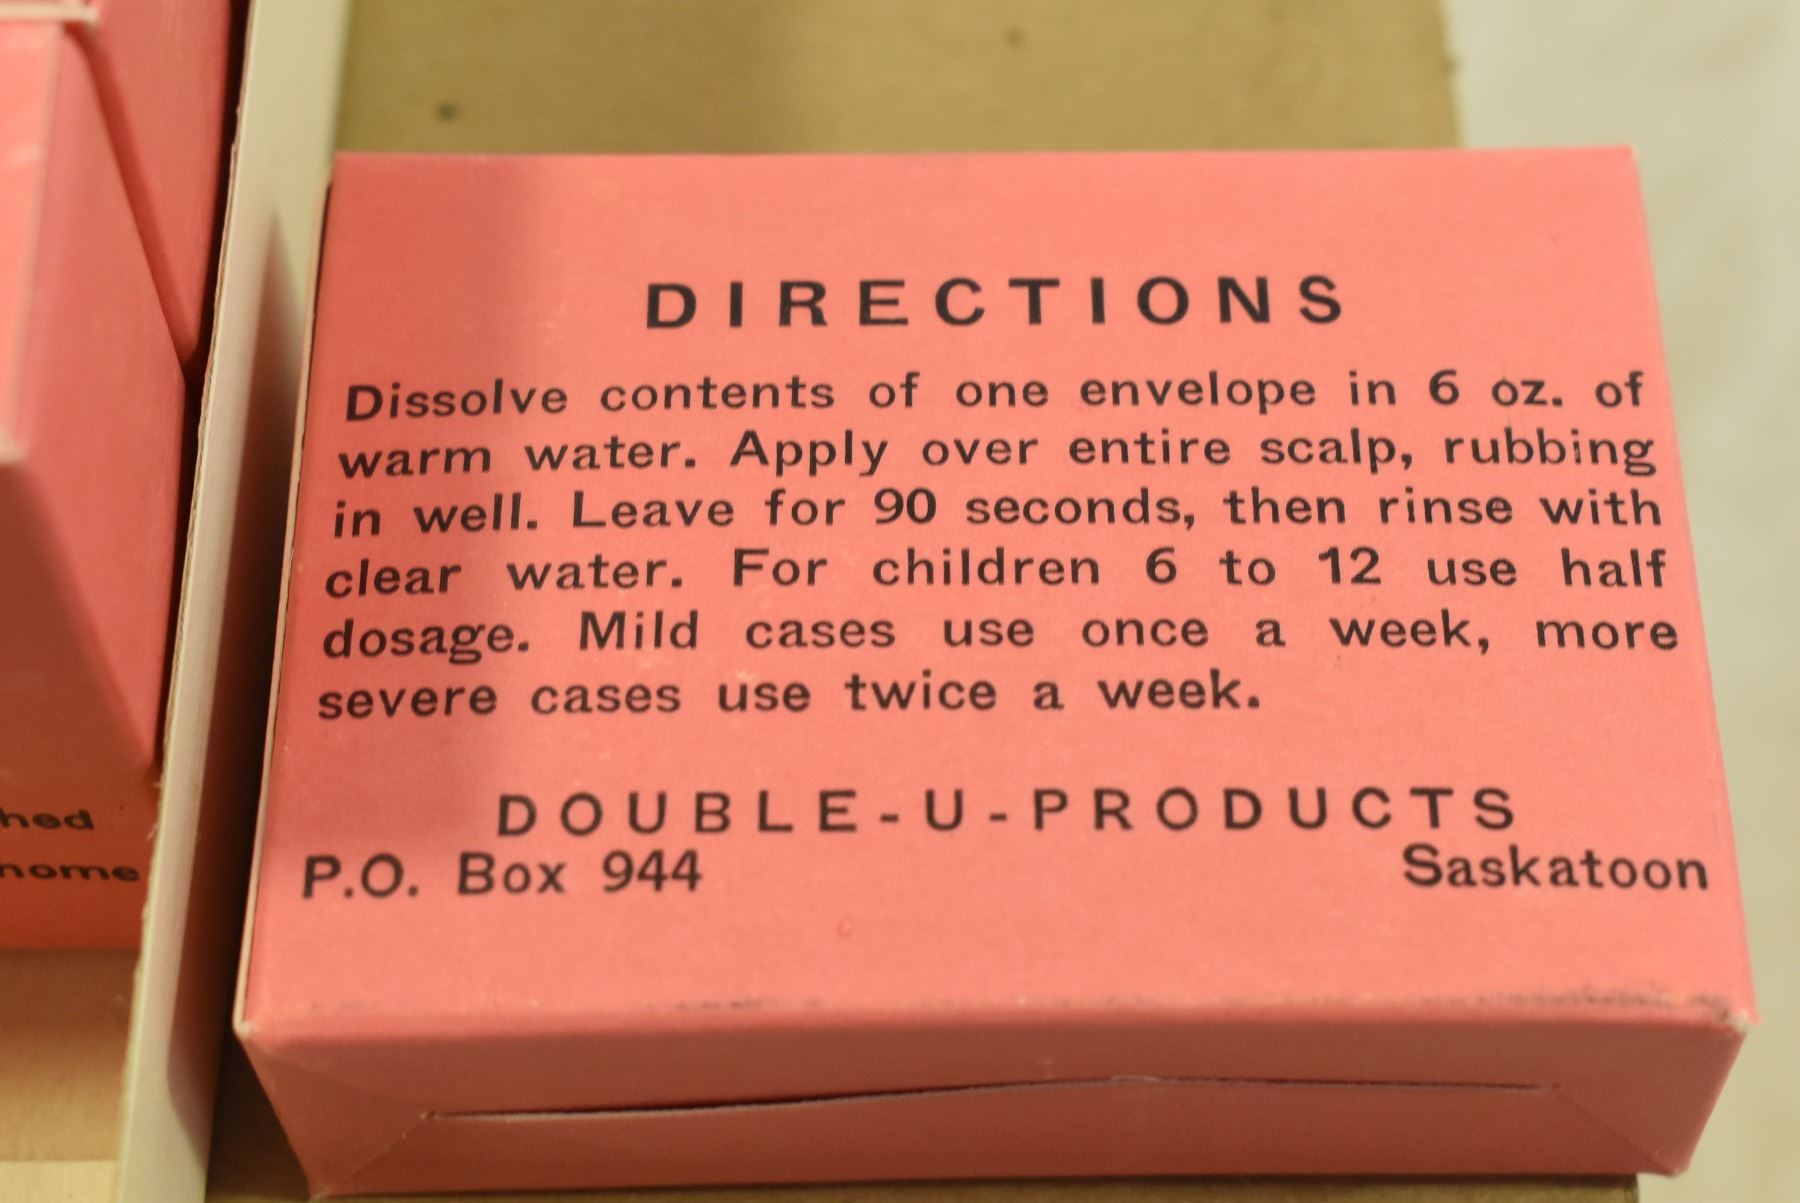 DIRECTIONS
Dissolve contents of one envelope in 6 oz. of
warm water. Apply over entire scalp, rubbing
in well. Leave for 90 seconds, then rinse with
clear water. For children 6 to 12 use half
dosage. Mild cases use once a week, more
severe cases use twice a week.
DOUBLE-U-PRODUCTS
P.O. Box 944 Saskatoon
home